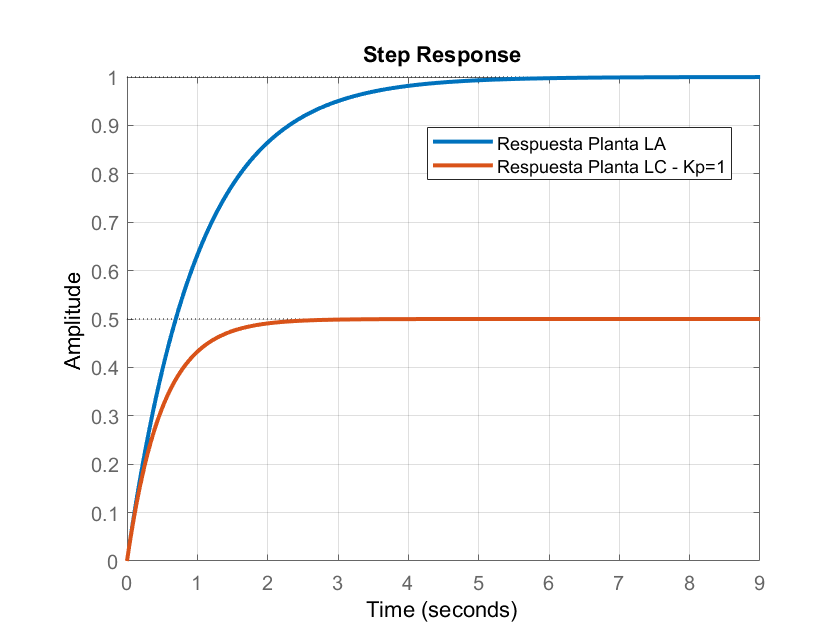 Step Response
1
0.9
0.8
0.7
0.6
0.5
0.4
0.3
0.2
0.1
0
Amplitude
Respuesta Planta LA
Respuesta Planta LC - Kp=1
0 1 2 3 4 5 6 7 8 9
Time (seconds)